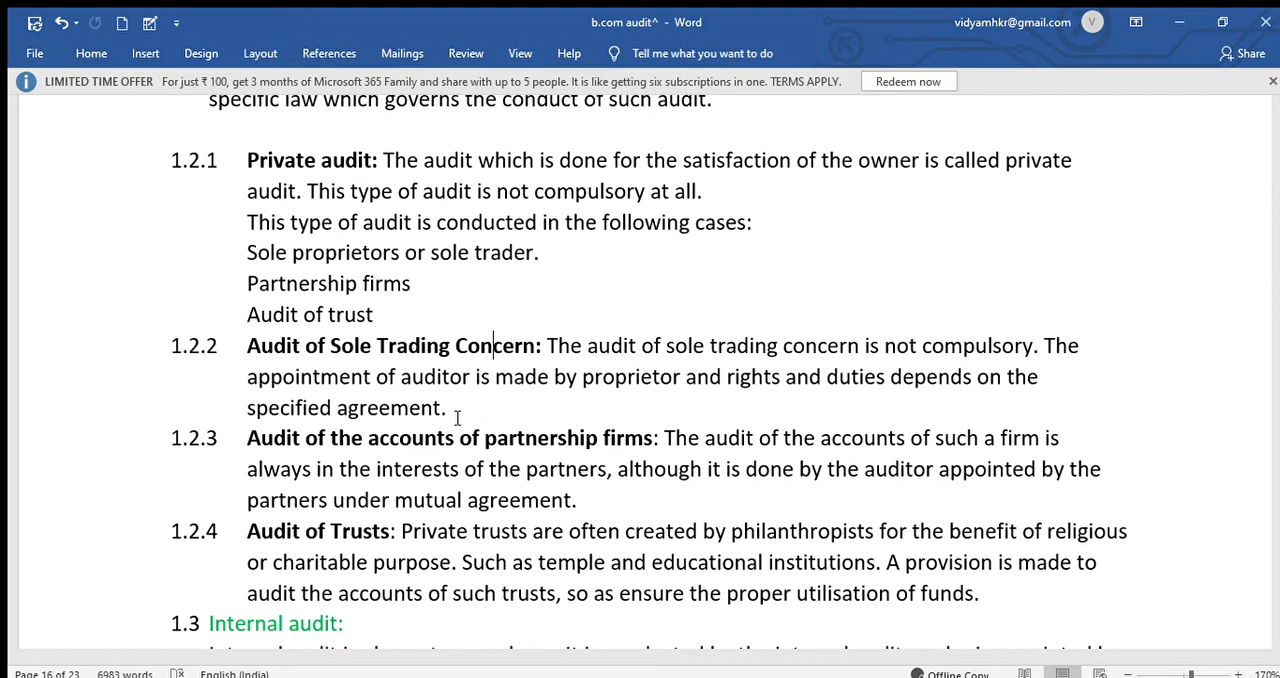 b.com audit^ - Word
vidyamhkr@gmail.com
V
File Home Insert Design Layout References Mailings Review View Help Tell me what you want to do Share
LIMITED TIME OFFER For just ₹ 100, get 3 months of Microsoft 365 Family and share with up to 5 people. It is like getting six subscriptions in one. TERMS APPLY. Redeem now
specific law which governs the conduct of such audit.
1.2.1 Private audit: The audit which is done for the satisfaction of the owner is called private
audit. This type of audit is not compulsory at all.
This type of audit is conducted in the following cases:
Sole proprietors or sole trader.
Partnership firms
Audit of trust
1.2.2 Audit of Sole Trading Concern: The audit of sole trading concern is not compulsory. The
appointment of auditor is made by proprietor and rights and duties depends on the
specified agreement.
1.2.3 Audit of the accounts of partnership firms: The audit of the accounts of such a firm is
always in the interests of the partners, although it is done by the auditor appointed by the
partners under mutual agreement.
1.2.4 Audit of Trusts: Private trusts are often created by philanthropists for the benefit of religious
or charitable purpose. Such as temple and educational institutions. A provision is made to
audit the accounts of such trusts, so as ensure the proper utilisation of funds.
1.3 Internal audit:
Page 16 of 23 6983 words English (India) Offline Copy 170%